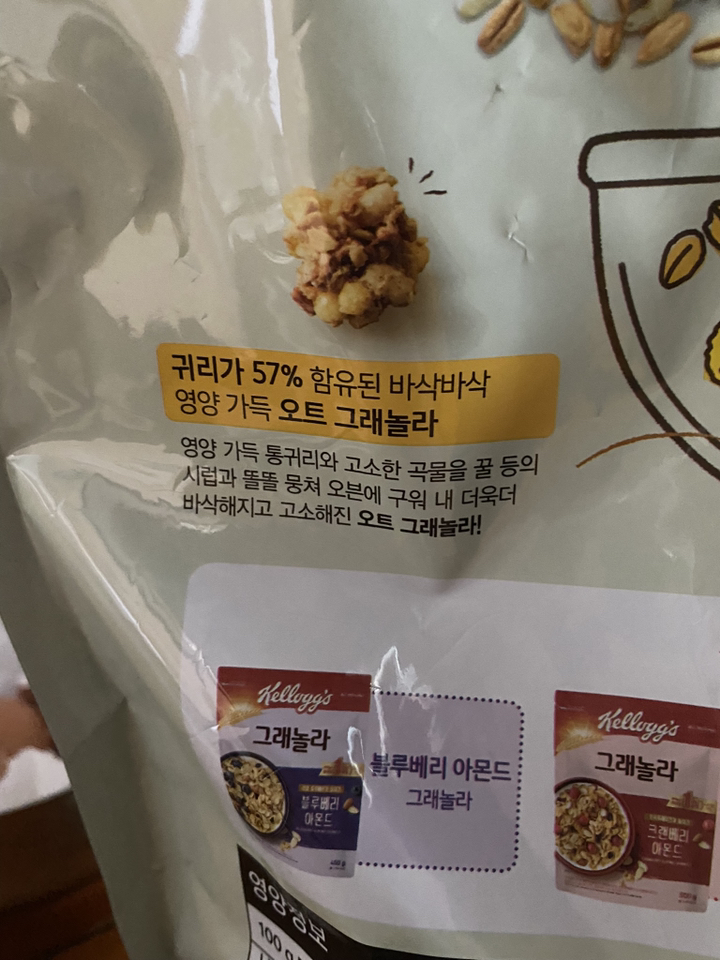 귀리가 57% 함유된 바삭바삭
영양 가득 오트 그래놀라
영양 가득 통귀리와 고소한 곡물을 꿀 등의
시럽과 똘똘 뭉쳐 오븐에 구워 내 더욱더
바삭해지고 고소해진 오트 그래놀라!
Kellogg's
그래놀라
블루베리
아몬드
블루베리 아몬드
그래놀라
Kellogg's
그래놀라
크랜베리
아몬드
영양정보
100 g